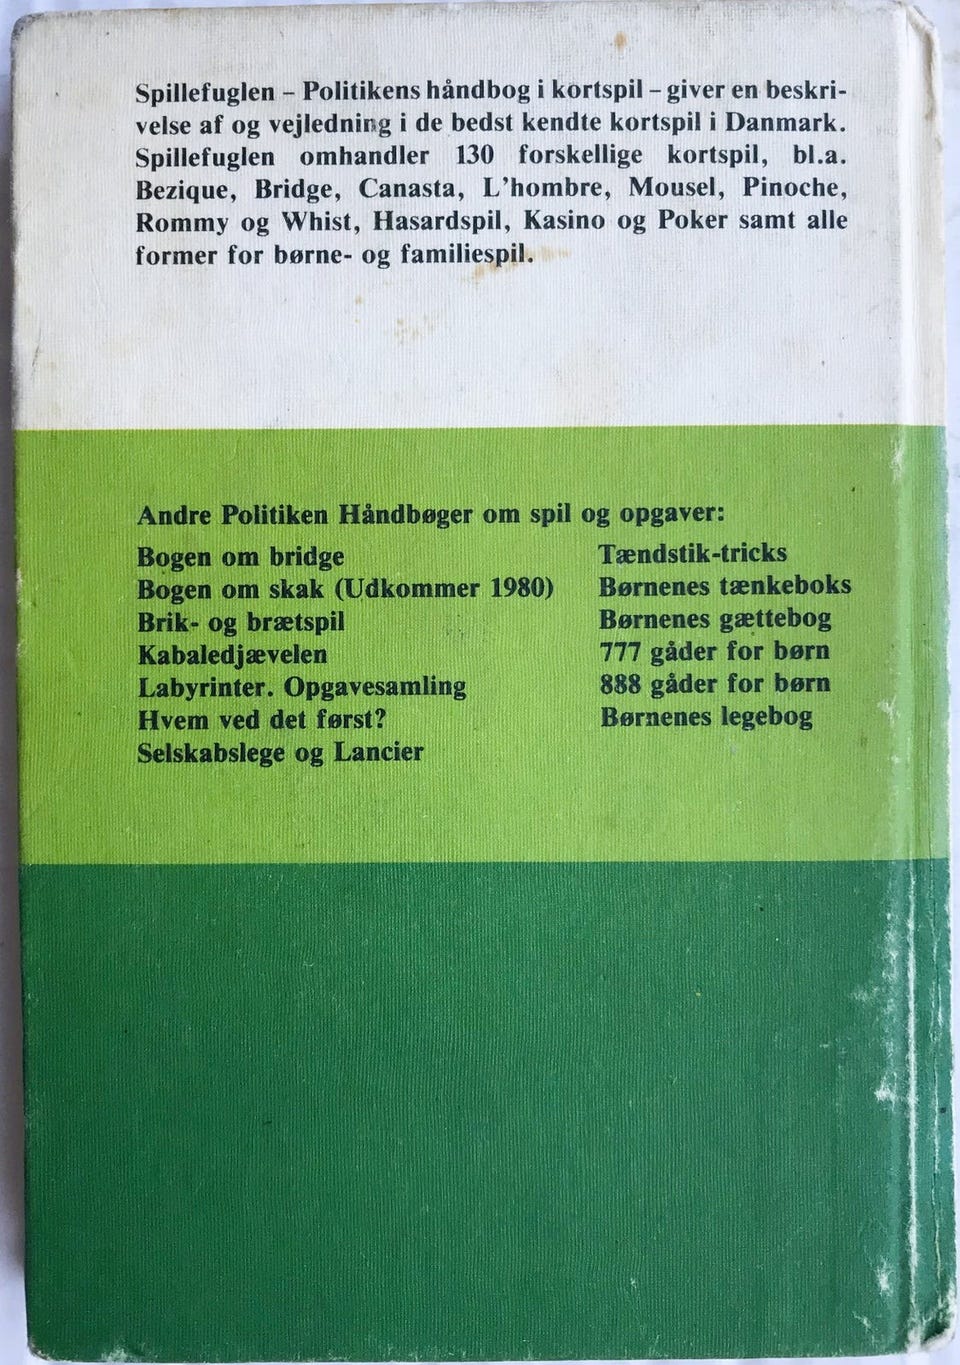 Spillefuglen – Politikens håndbog i kortspil – giver en beskri-
velse af og vejledning i de bedst kendte kortspil i Danmark.
Spillefuglen omhandler 130 forskellige kortspil, bl.a.
Bezique, Bridge, Canasta, L'hombre, Mousel, Pinoche,
Rommy og Whist, Hasardspil, Kasino og Poker samt alle
former for børne- og familiespil.
Andre Politiken Håndbøger om spil og opgaver:
Bogen om bridge
Bogen om skak (Udkommer 1980)
Brik- og brætspil
Kabaledjævelen
Labyrinter. Opgavesamling
Hvem ved det først?
Selskabslege og Lancier
Tændstik-tricks
Børnenes tænkeboks
Børnenes gættebog
777 gåder for børn
888 gåder for børn
Børnenes legebog